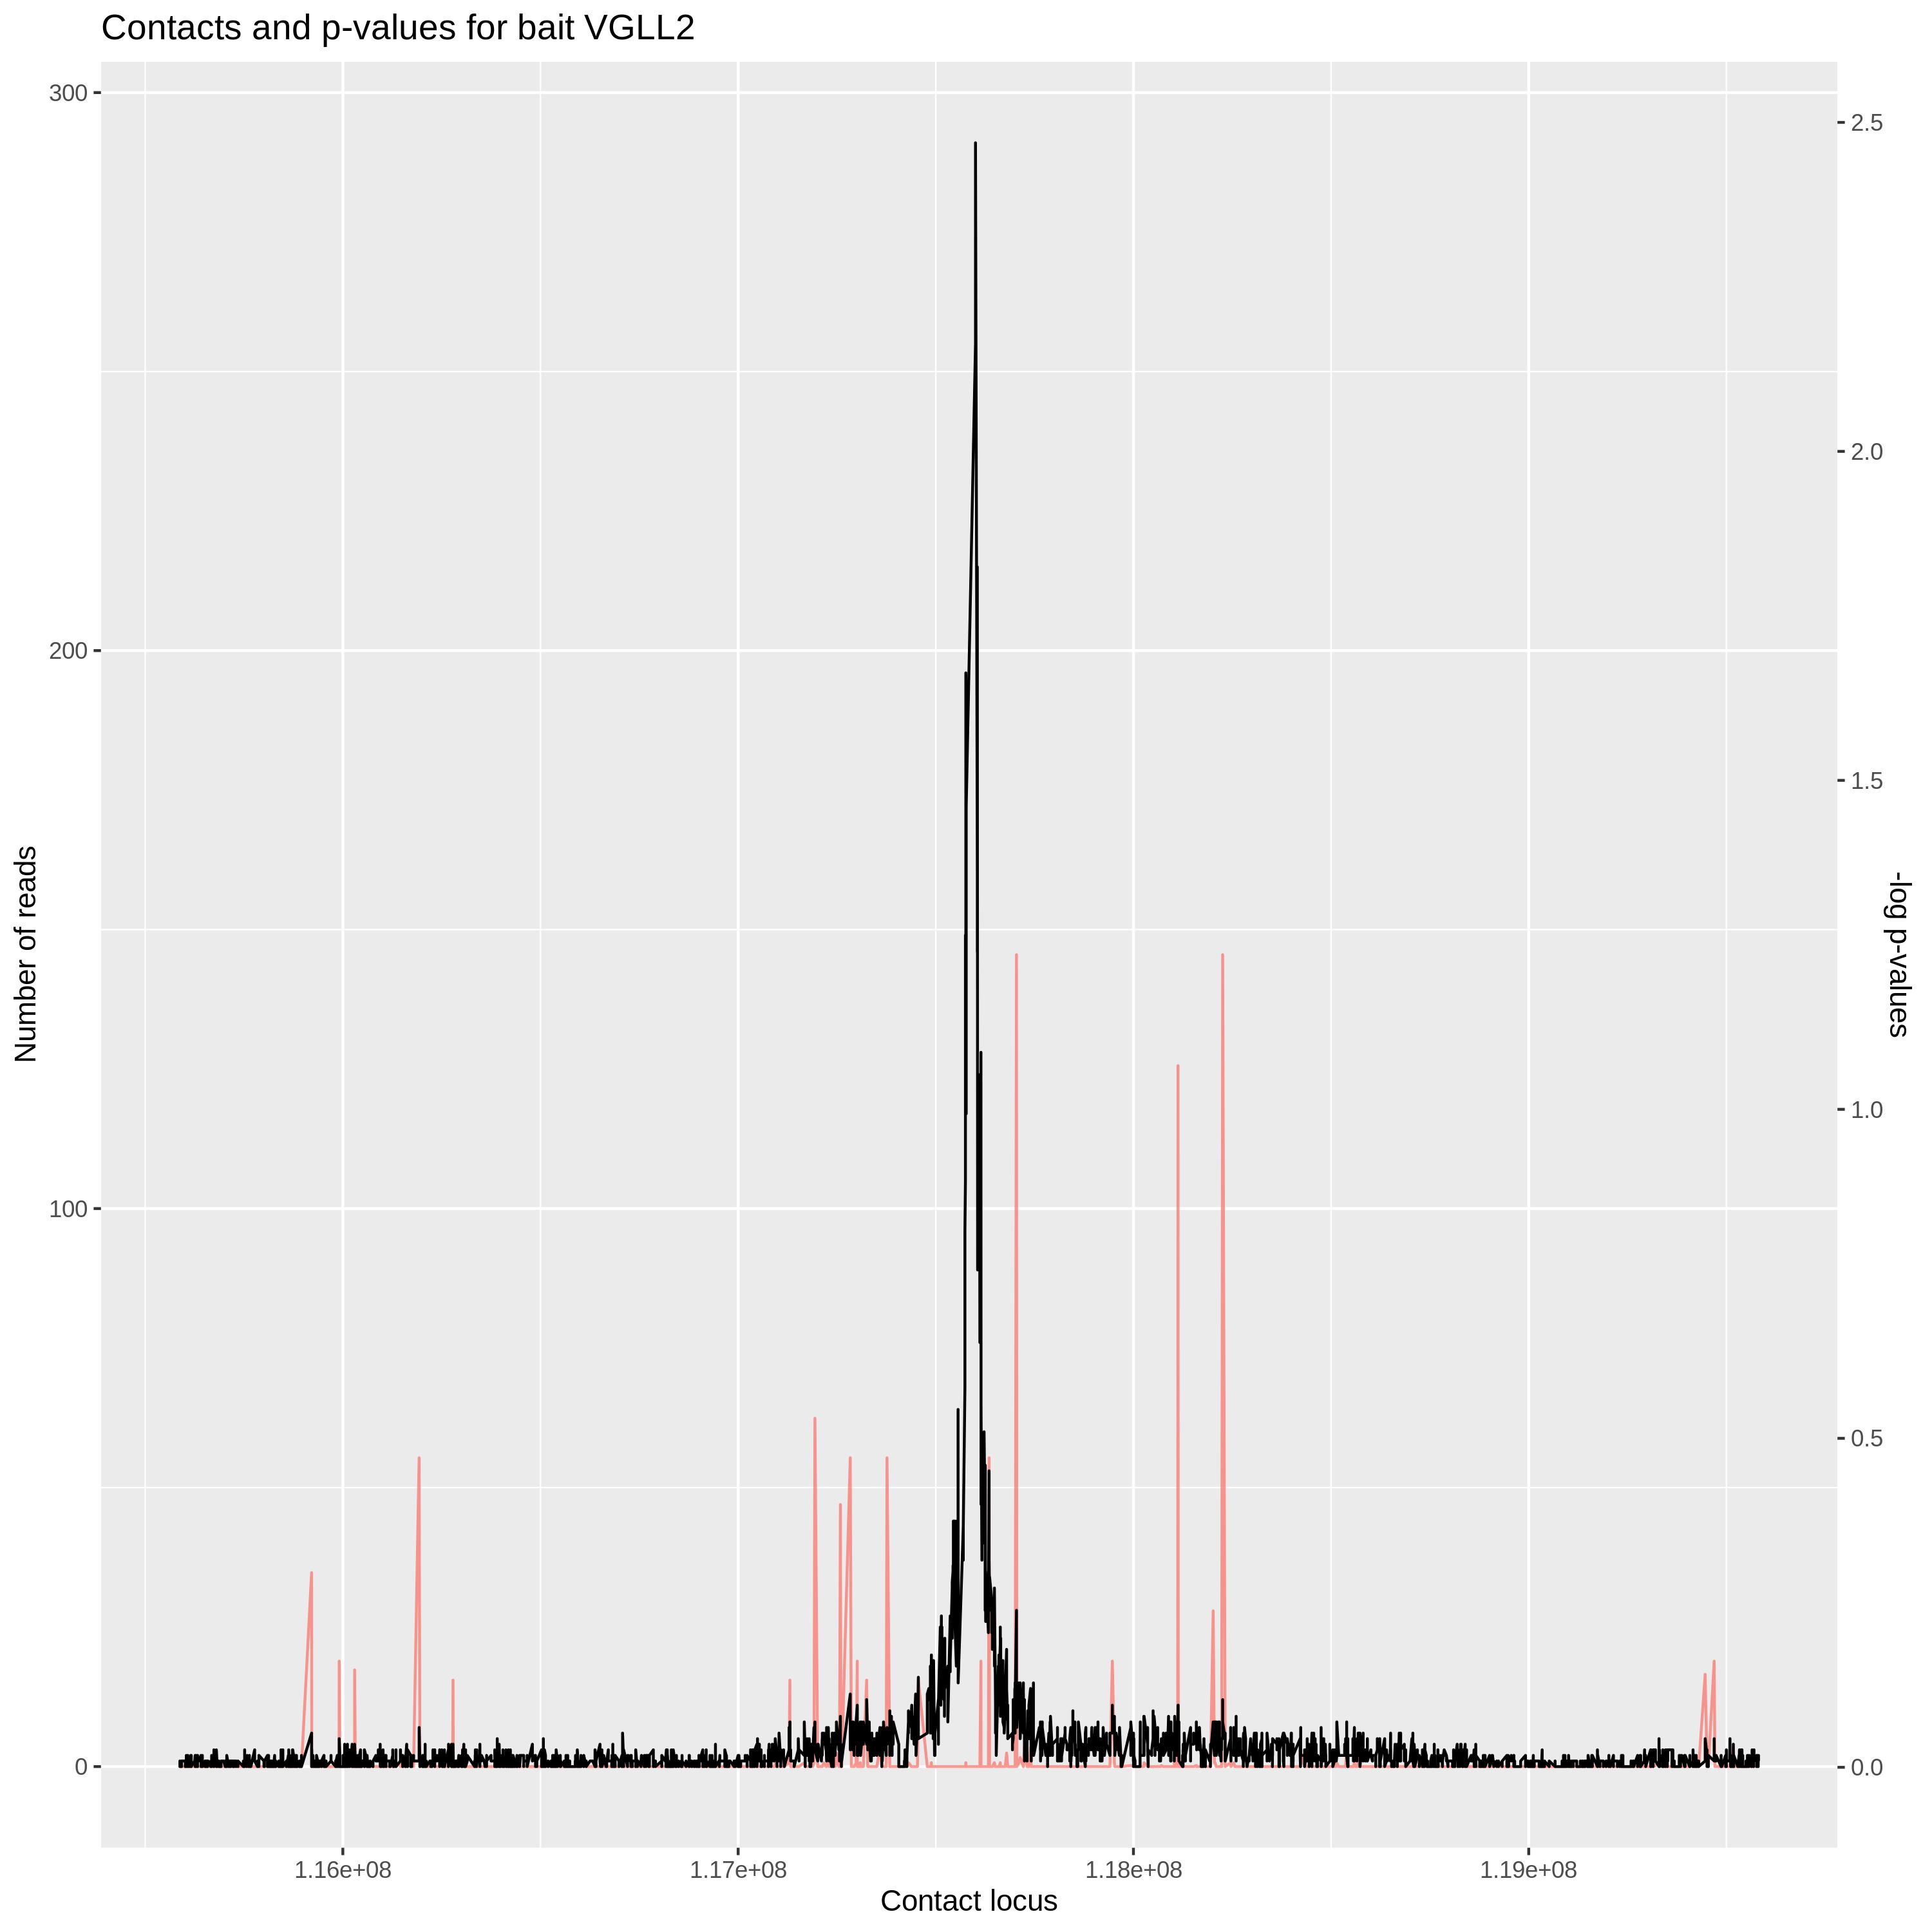 Contacts and p-values for bait VGLL2
300
200
100
0
Number of reads
2.5
2.0
1.5
1.0
0.5
0.0
-log p-values
1.16e+08
1.17e+08
1.18e+08
1.19e+08
Contact locus